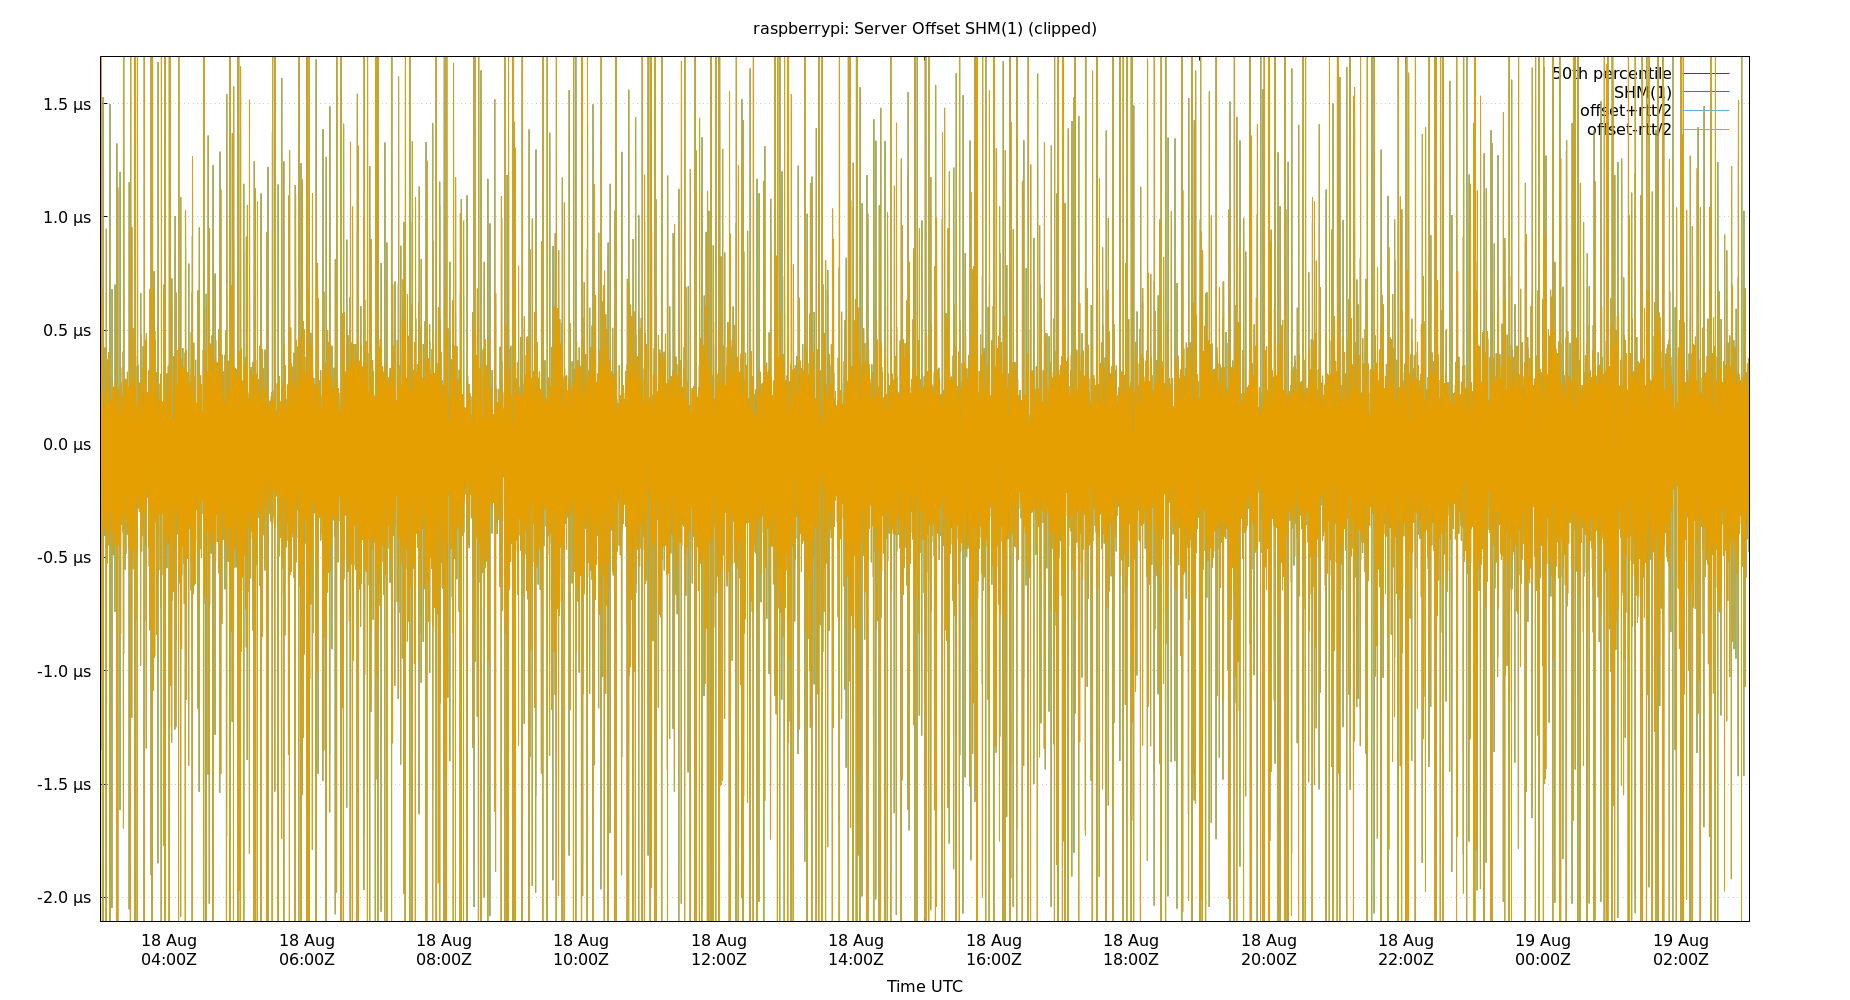 raspberrypi: Server Offset SHM(1) (clipped)
50th percentile
SHM(1)
offset+rtt/2
offset-rtt/2
1.5 µs
1.0 µs
0.5 µs
0.0 µs
-0.5 µs
-1.0 µs
-1.5 µs
-2.0 µs
18 Aug 18 Aug 18 Aug 18 Aug 18 Aug 18 Aug 18 Aug 18 Aug 18 Aug 18 Aug 19 Aug 19 Aug
04:00Z 06:00Z 08:00Z 10:00Z 12:00Z 14:00Z 16:00Z 18:00Z 20:00Z 22:00Z 00:00Z 02:00Z
Time UTC